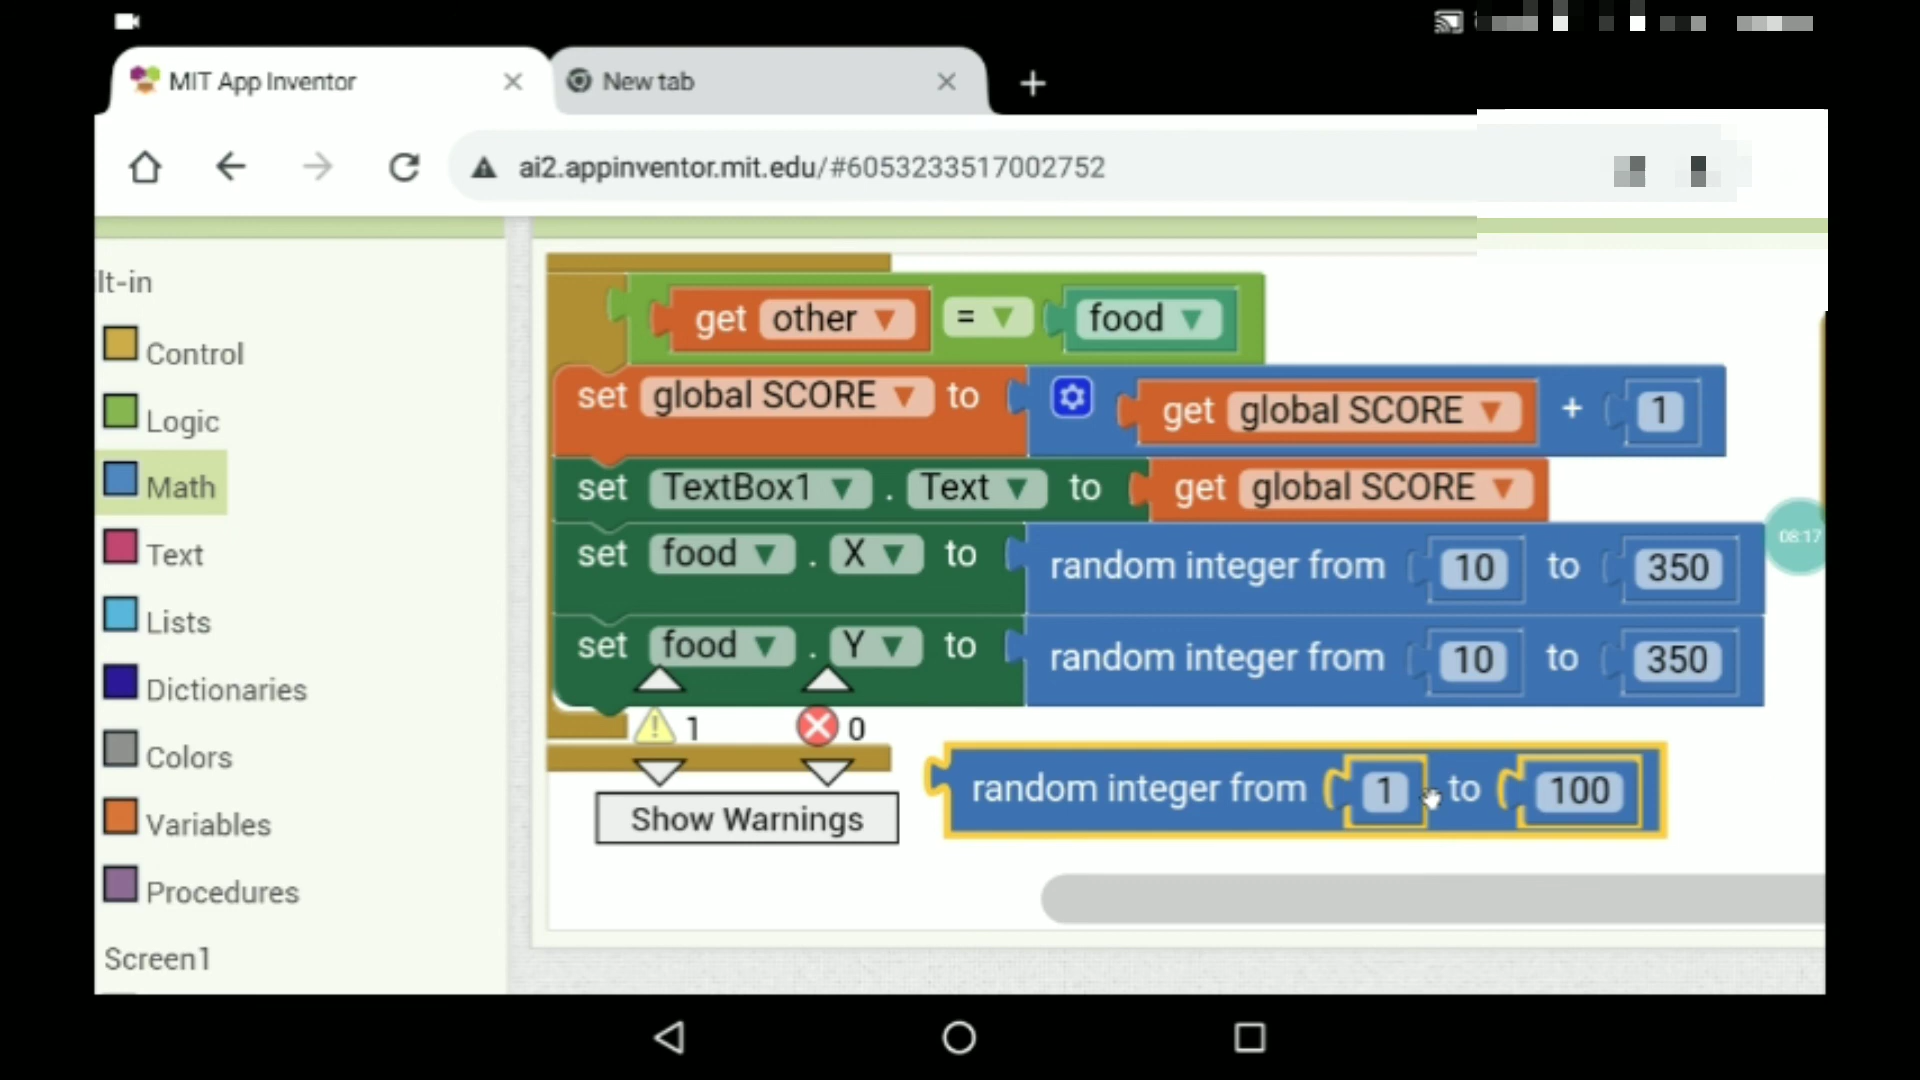 MIT App Inventor
New tab
ai2.appinventor.mit.edu/#6053233517002752
lt-in
Control
Logic
Math
Text
Lists
Dictionaries
Colors
Variables
Procedures
Screen1
get other = food
set global SCORE to get global SCORE + 1
set TextBox1 . Text to get global SCORE
set food . X to random integer from 10 to 350
set food . Y to random integer from 10 to 350
1 0
Show Warnings
random integer from 1 to 100
08:17